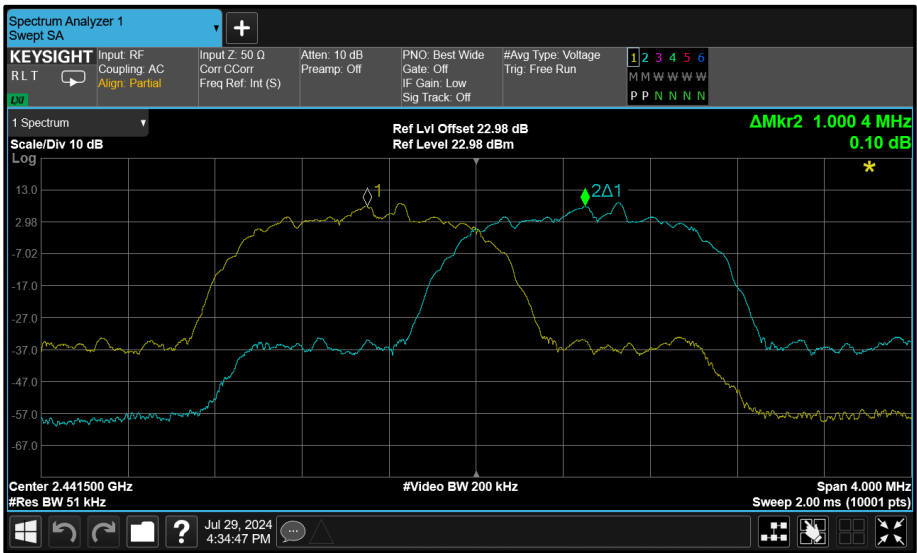 Spectrum Analyzer 1
Swept SA
+
KEYSIGHT
R L T
LXI
Input: RF
Coupling: AC
Align: Partial
Input Z: 50 Ω
Corr CCorr
Freq Ref: Int (S)
Atten: 10 dB
Preamp: Off
PNO: Best Wide
Gate: Off
IF Gain: Low
Sig Track: Off
#Avg Type: Voltage
Trig: Free Run
1 2 3 4 5 6
M M W W W W
P P N N N N
1 Spectrum
Scale/Div 10 dB
Ref Lvl Offset 22.98 dB
Ref Level 22.98 dBm
ΔMkr2 1.000 4 MHz
0.10 dB
*
Log
13.0
2.98
-7.02
-17.0
-27.0
-37.0
-47.0
-57.0
-67.0
1
2Δ1
Center 2.441500 GHz
#Res BW 51 kHz
#Video BW 200 kHz
Span 4.000 MHz
Sweep 2.00 ms (10001 pts)
?
Jul 29, 2024
4:34:47 PM